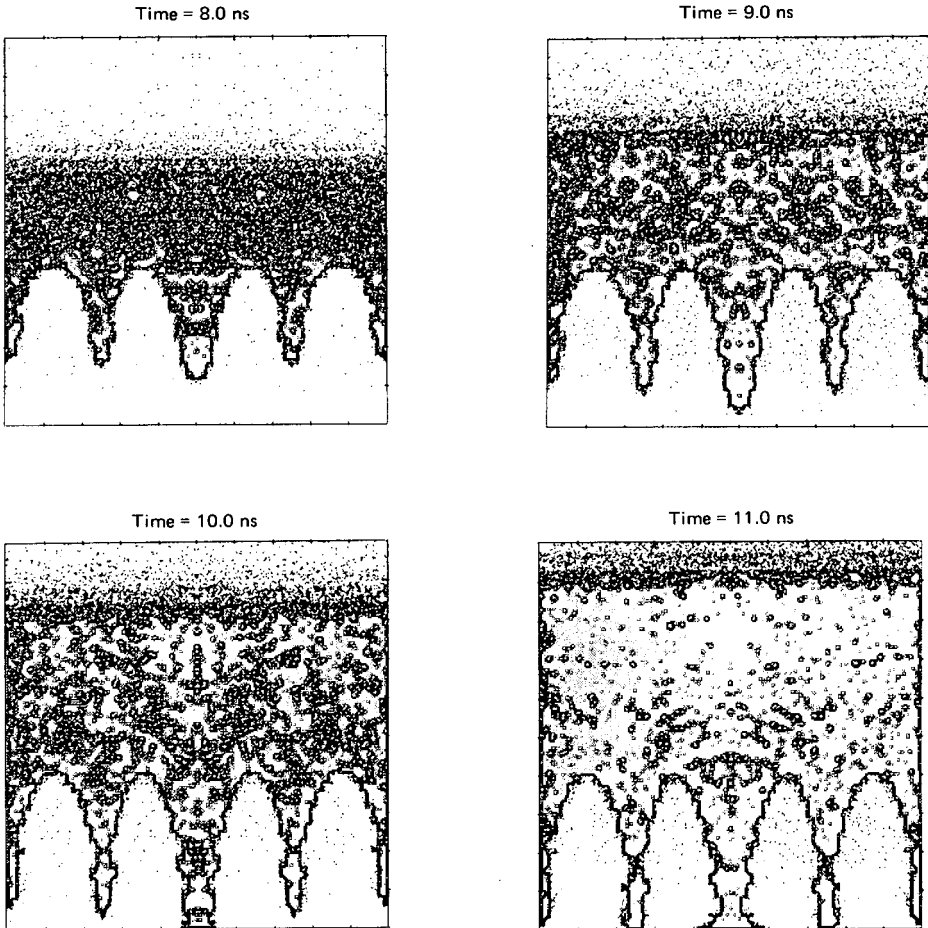 Time = 8.0 ns
Time = 9.0 ns
Time = 10.0 ns
Time = 11.0 ns